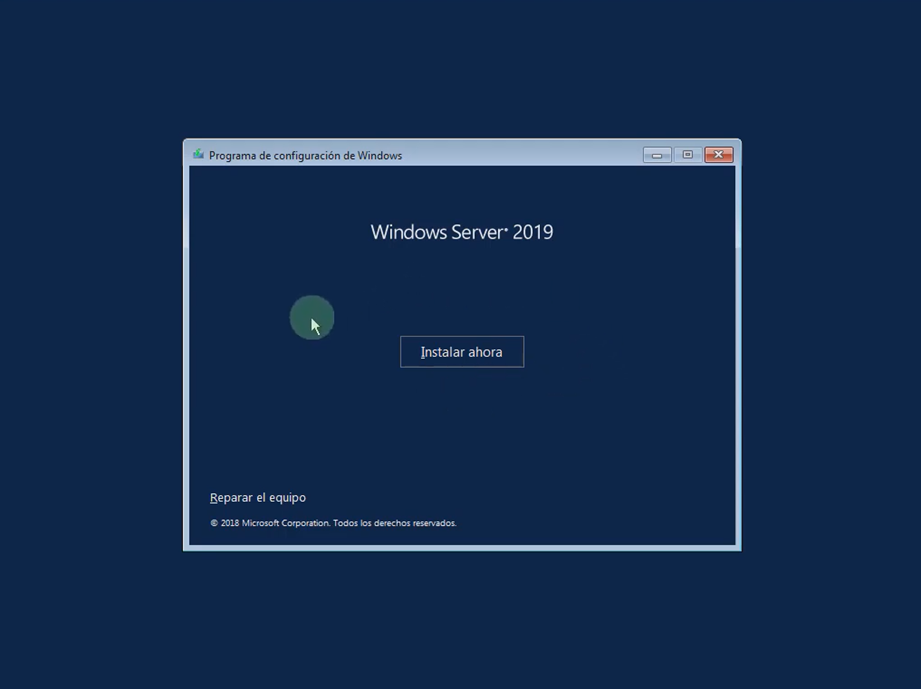 Programa de configuración de Windows
Windows Server 2019
Instalar ahora
Reparar el equipo
© 2018 Microsoft Corporation. Todos los derechos reservados.